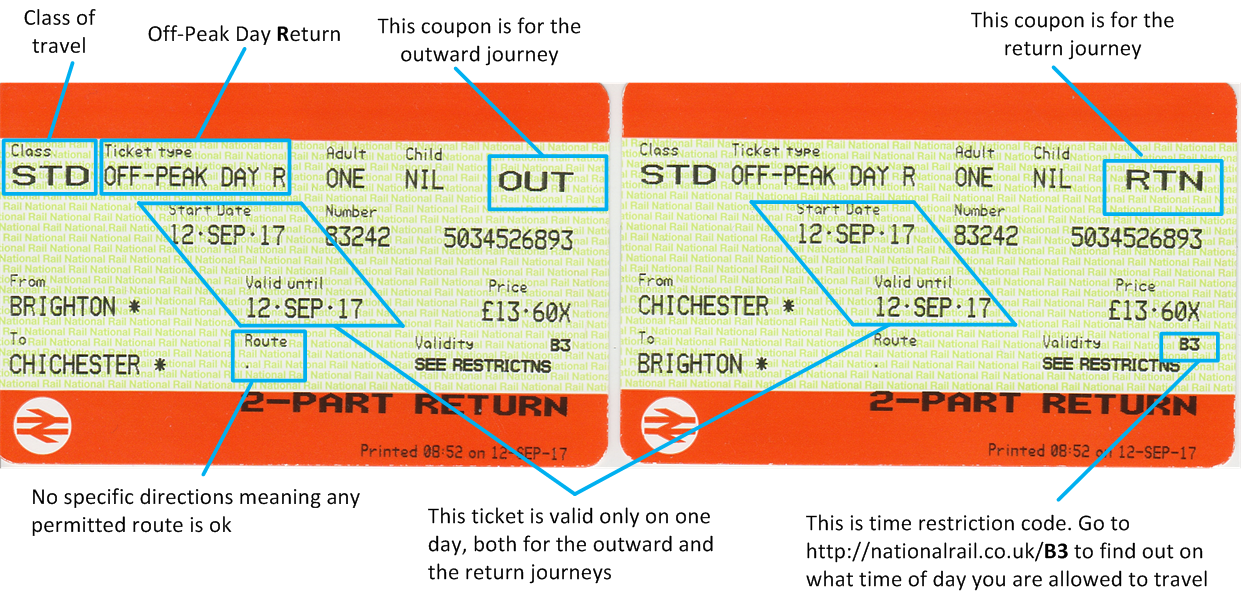 Class of
travel
Off-Peak Day Return
This coupon is for the
outward journey
This coupon is for the
return journey
Class
Ticket type
Adult
Child
STD
OFF-PEAK DAY R
ONE
NIL
OUT
Start Date
Number
12·SEP·17
83242
5034526893
From
Valid until
Price
BRIGHTON *
12·SEP·17
£13·60X
To
Route
Validity
B3
CHICHESTER *
.
SEE RESTRICTNS
2-PART RETURN
Printed 08:52 on 12-SEP-17
Class
Ticket type
Adult
Child
STD
OFF-PEAK DAY R
ONE
NIL
RTN
Start Date
Number
12·SEP·17
83242
5034526893
From
Valid until
Price
CHICHESTER *
12·SEP·17
£13·60X
To
Route
Validity
B3
BRIGHTON *
.
SEE RESTRICTNS
2-PART RETURN
Printed 08:52 on 12-SEP-17
No specific directions meaning any
permitted route is ok
This ticket is valid only on one
day, both for the outward and
the return journeys
This is time restriction code. Go to
http://nationalrail.co.uk/B3 to find out on
what time of day you are allowed to travel